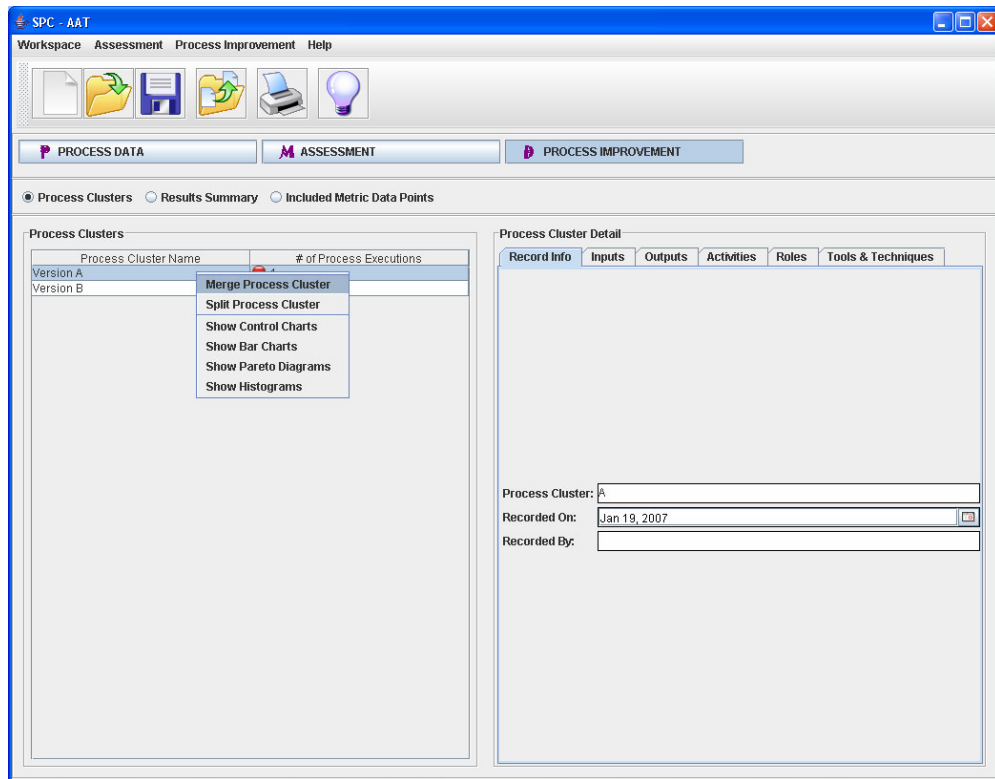 SPC - AAT
Workspace Assessment Process Improvement Help
P PROCESS DATA M ASSESSMENT PROCESS IMPROVEMENT
Process Clusters Results Summary Included Metric Data Points
Process Clusters
Process Cluster Name # of Process Executions
Version A
Version B
Merge Process Cluster
Split Process Cluster
Show Control Charts
Show Bar Charts
Show Pareto Diagrams
Show Histograms
Process Cluster Detail
Record Info Inputs Outputs Activities Roles Tools & Techniques
Process Cluster: A
Recorded On: Jan 19, 2007
Recorded By: